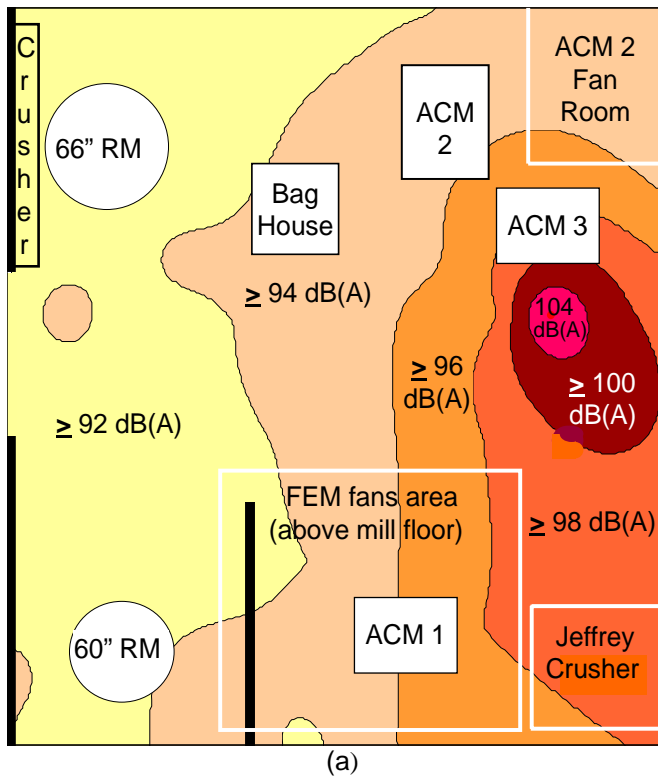 Crusher
66” RM
ACM 2
Fan
Room
ACM
2
Bag
House
ACM 3
≥ 94 dB(A)
104
dB(A)
≥ 96
dB(A)
≥ 100
dB(A)
≥ 92 dB(A)
FEM fans area
(above mill floor)
≥ 98 dB(A)
60” RM
ACM 1
Jeffrey
Crusher
(a)